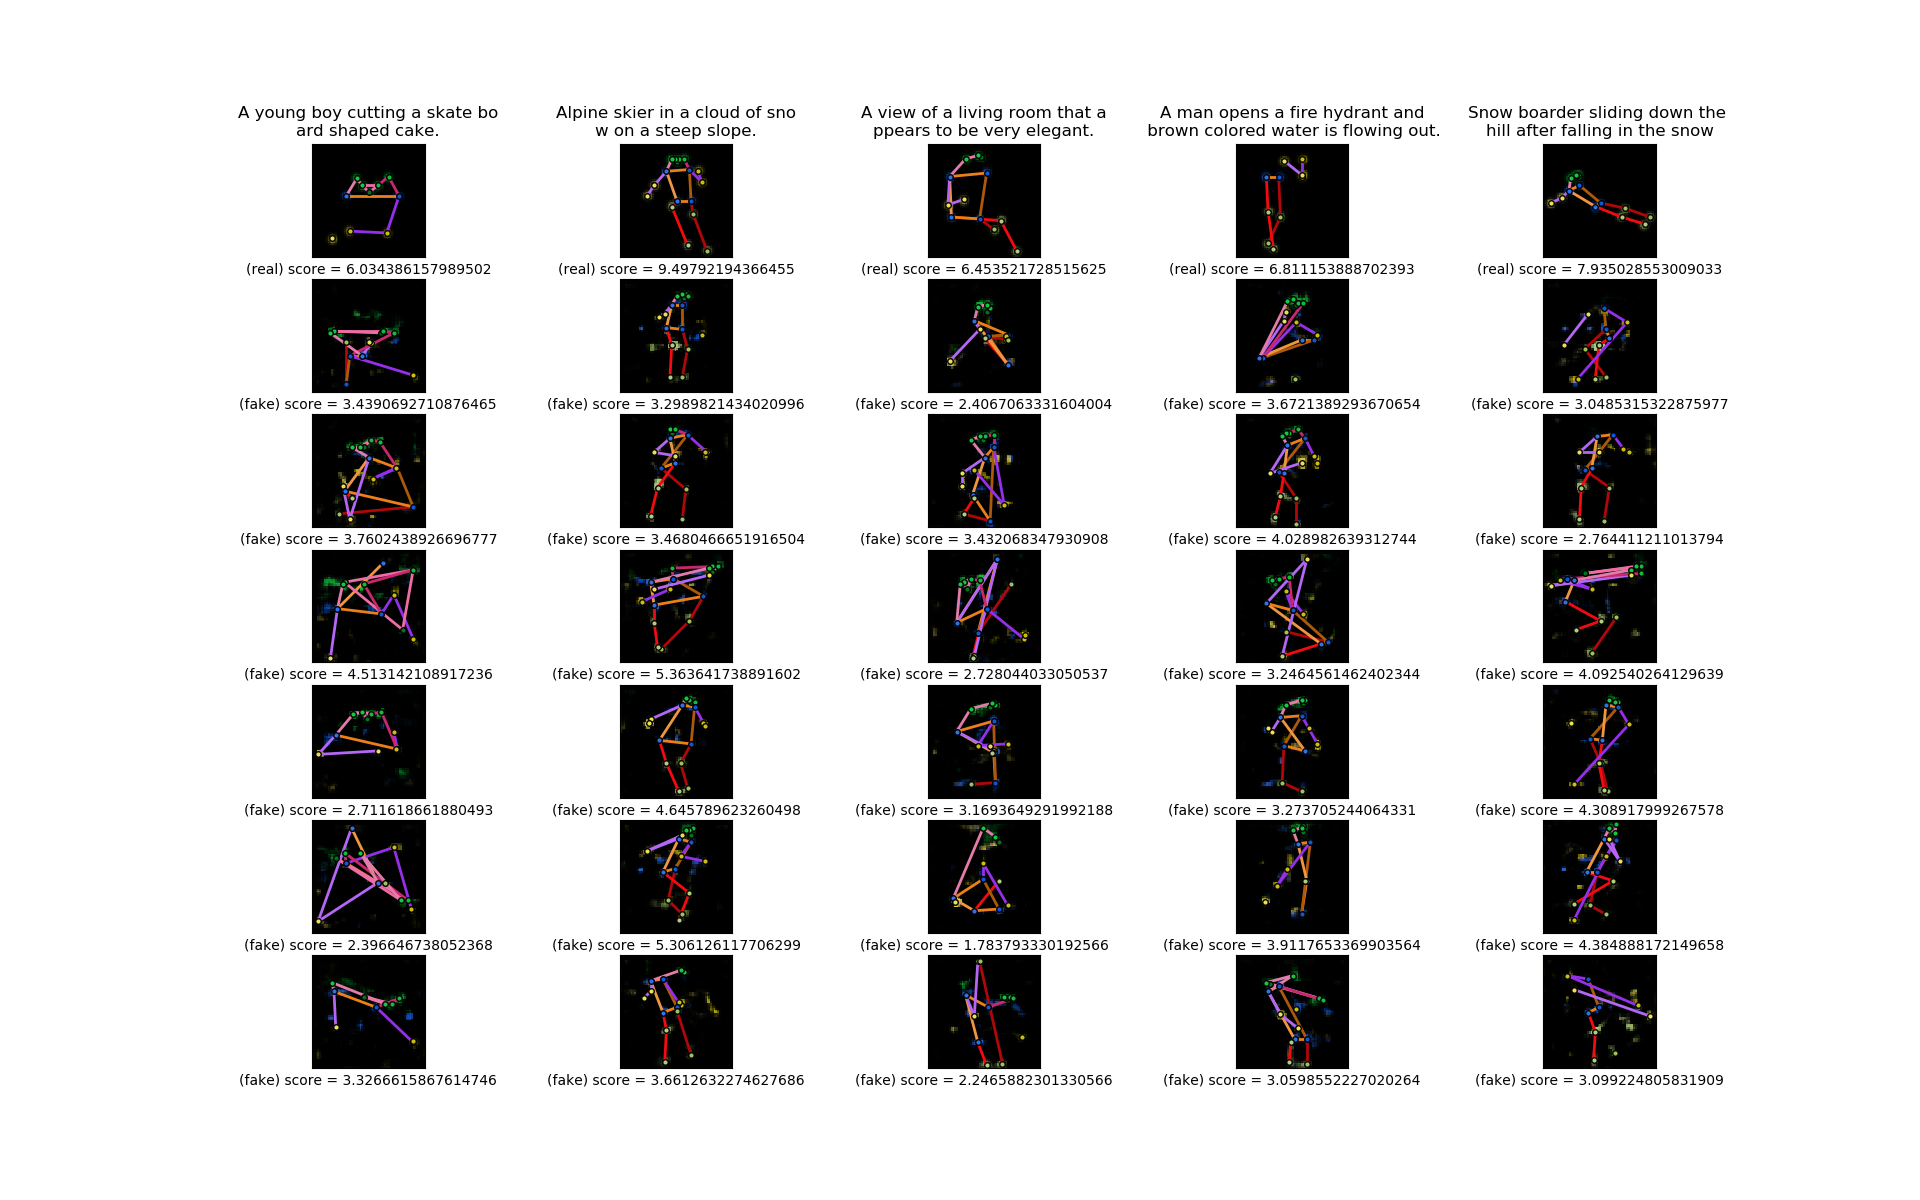 A young boy cutting a skate bo
ard shaped cake.
Alpine skier in a cloud of sno
w on a steep slope.
A view of a living room that a
ppears to be very elegant.
A man opens a fire hydrant and
brown colored water is flowing out.
Snow boarder sliding down the
hill after falling in the snow
(real) score = 6.034386157989502
(real) score = 9.49792194366455
(real) score = 6.453521728515625
(real) score = 6.811153888702393
(real) score = 7.935028553009033
(fake) score = 3.4390692710876465
(fake) score = 3.2989821434020996
(fake) score = 2.4067063331604004
(fake) score = 3.6721389293670654
(fake) score = 3.0485315322875977
(fake) score = 3.7602438926696777
(fake) score = 3.4680466651916504
(fake) score = 3.432068347930908
(fake) score = 4.028982639312744
(fake) score = 2.764411211013794
(fake) score = 4.513142108917236
(fake) score = 5.363641738891602
(fake) score = 2.728044033050537
(fake) score = 3.2464561462402344
(fake) score = 4.092540264129639
(fake) score = 2.711618661880493
(fake) score = 4.645789623260498
(fake) score = 3.1693649291992188
(fake) score = 3.273705244064331
(fake) score = 4.308917999267578
(fake) score = 2.396646738052368
(fake) score = 5.306126117706299
(fake) score = 1.783793330192566
(fake) score = 3.9117653369903564
(fake) score = 4.384888172149658
(fake) score = 3.3266615867614746
(fake) score = 3.6612632274627686
(fake) score = 2.2465882301330566
(fake) score = 3.0598552227020264
(fake) score = 3.099224805831909